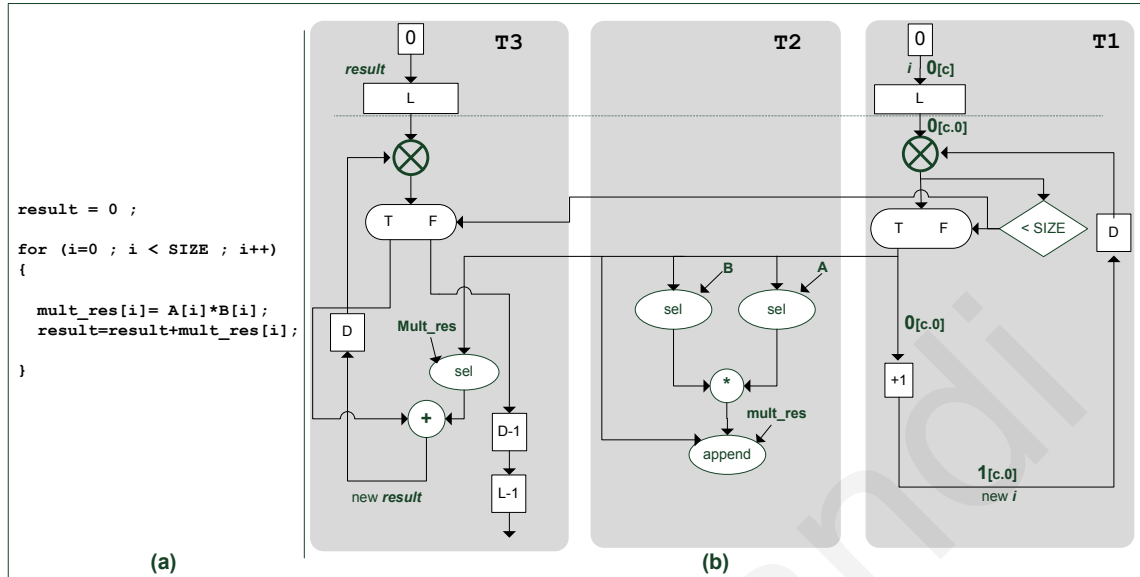 result = 0 ;
for (i=0 ; i < SIZE ; i++)
{
mult_res[i]= A[i]*B[i];
result=result+mult_res[i];
}
(a)
T3
0
result
L
T F
D
Mult_res
sel
+
D-1
new result
L-1
T2
B
A
sel
sel
*
mult_res
append
(b)
T1
0
i 0[c]
L
0[c.0]
T F
< SIZE
D
0[c.0]
+1
1[c.0]
new i